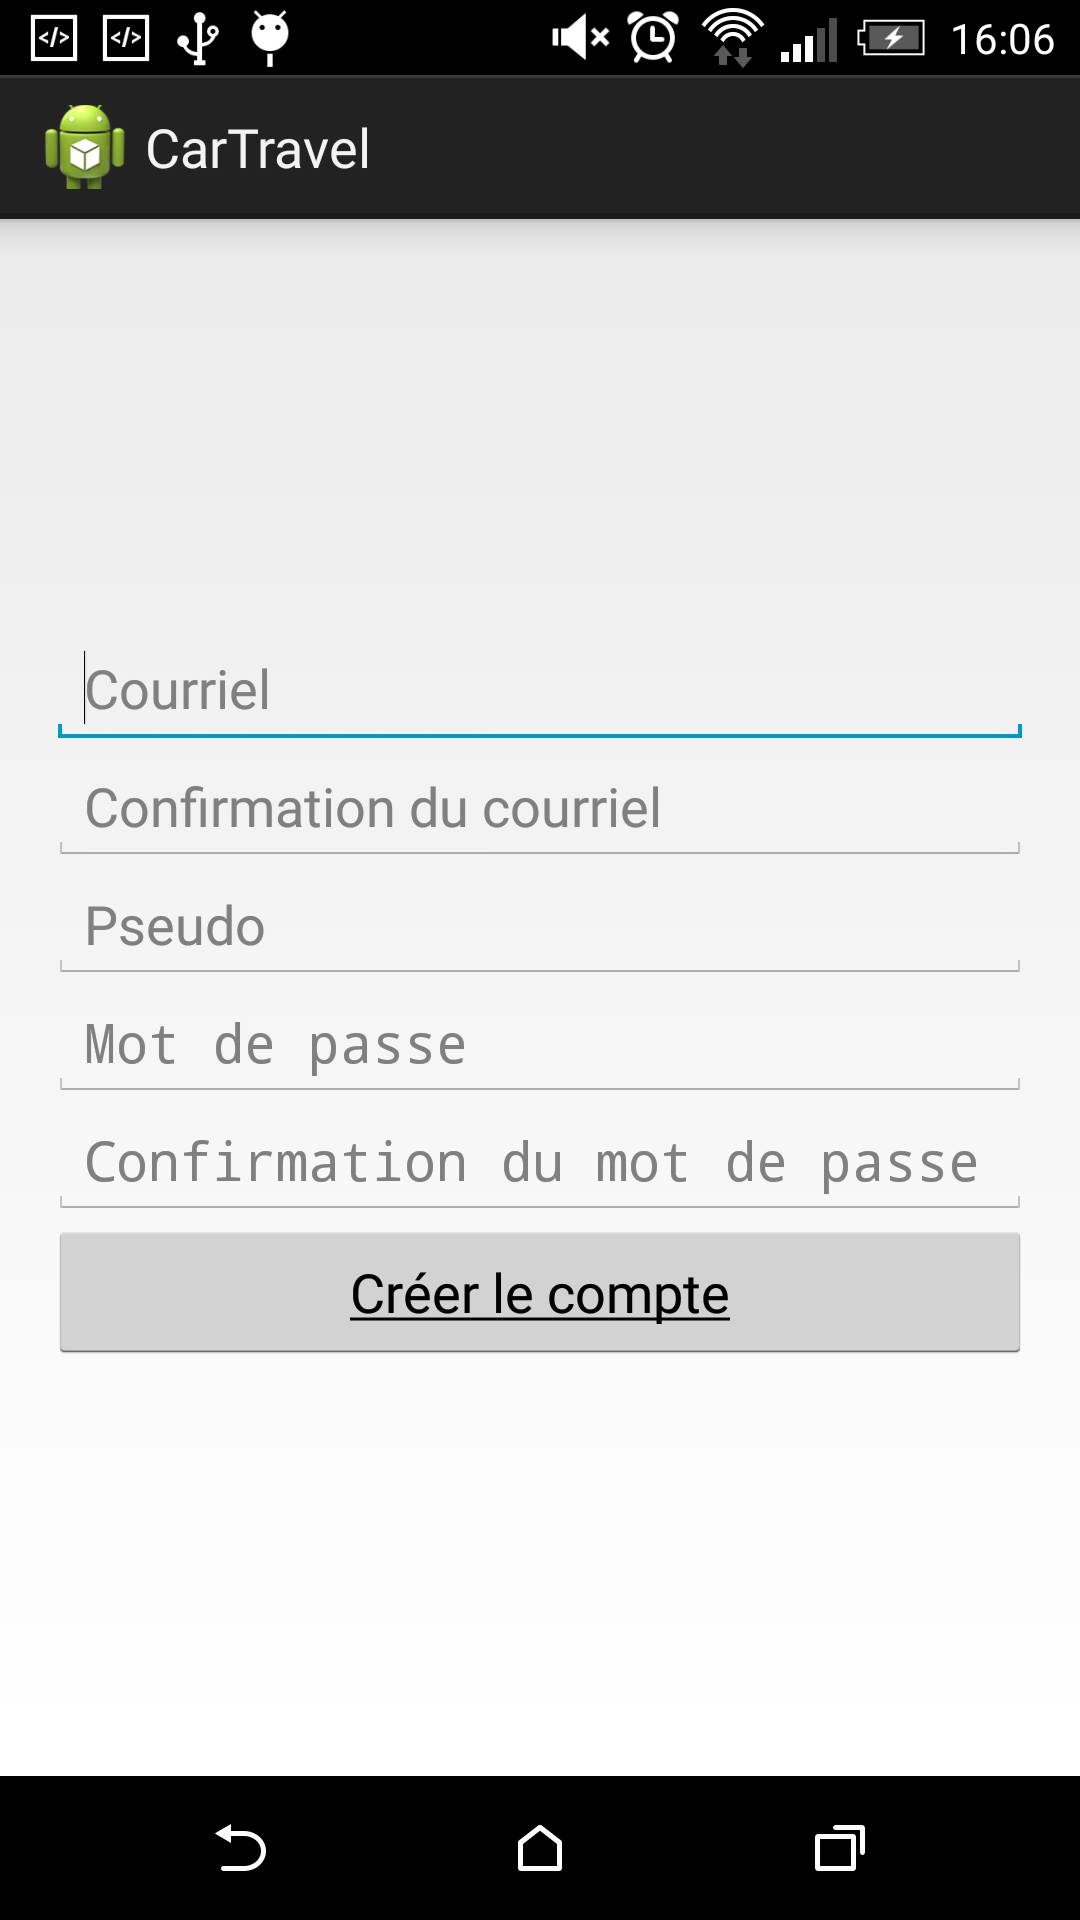 16:06
CarTravel
Courriel
Confirmation du courriel
Pseudo
Mot de passe
Confirmation du mot de passe
Créer le compte